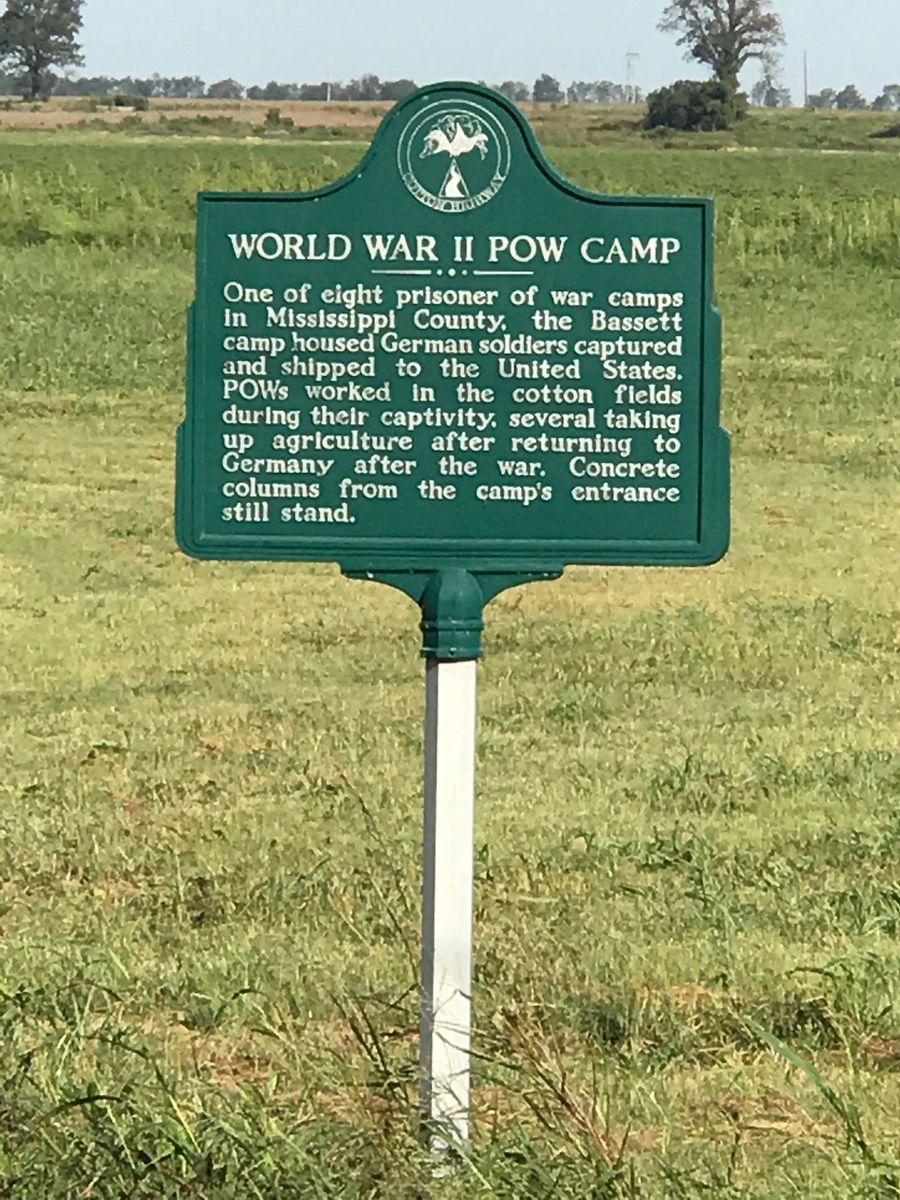 COTTON HIGHWAY
WORLD WAR II POW CAMP
One of eight prisoner of war camps
in Mississippi County, the Bassett
camp housed German soldiers captured
and shipped to the United States.
POWs worked in the cotton fields
during their captivity, several taking
up agriculture after returning to
Germany after the war. Concrete
columns from the camp's entrance
still stand.